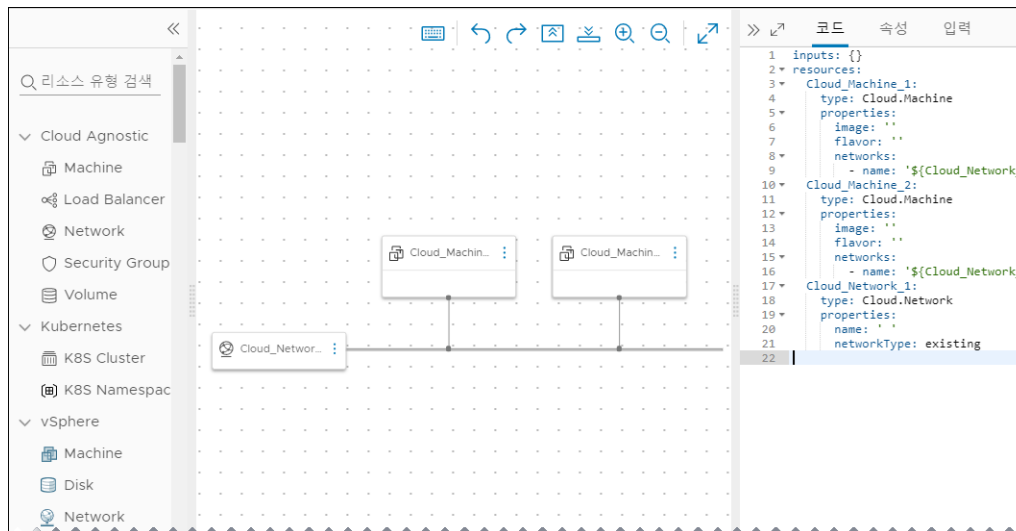 리소스 유형 검색
Cloud Agnostic
Machine
Load Balancer
Network
Security Group
Volume
Kubernetes
K8S Cluster
K8S Namespac
vSphere
Machine
Disk
Network
Cloud_Machin...
Cloud_Machin...
Cloud_Networ...
코드 속성 입력
1 inputs: {}
2 resources:
3 Cloud_Machine_1:
4 type: Cloud.Machine
5 properties:
6 image: ''
7 flavor: ''
8 networks:
9 - name: '${Cloud_Network
10 Cloud_Machine_2:
11 type: Cloud.Machine
12 properties:
13 image: ''
14 flavor: ''
15 networks:
16 - name: '${Cloud_Network
17 Cloud_Network_1:
18 type: Cloud.Network
19 properties:
20 name: ' '
21 networkType: existing
22